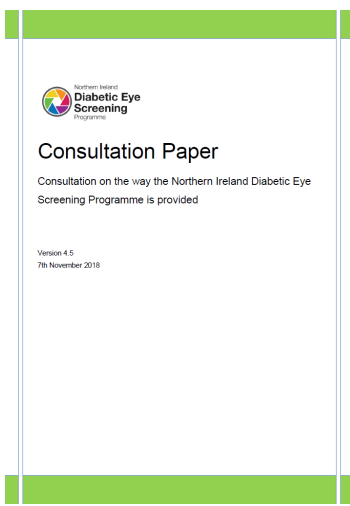 Northern Ireland
Diabetic Eye
Screening
Programme
Consultation Paper
Consultation on the way the Northern Ireland Diabetic Eye
Screening Programme is provided
Version 4.5
7th November 2018